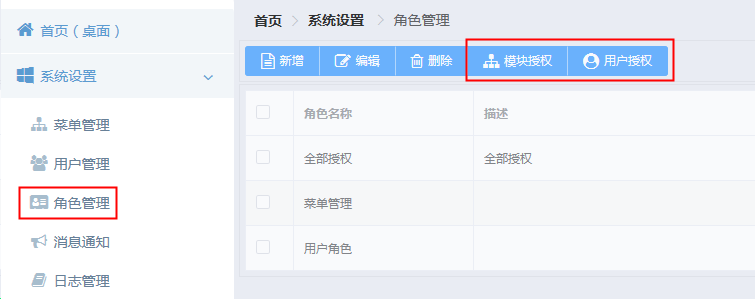 首页（桌面）
系统设置
菜单管理
用户管理
角色管理
消息通知
日志管理
首页 > 系统设置 > 角色管理
新增 编辑 删除 模块授权 用户授权
角色名称 描述
全部授权 全部授权
菜单管理
用户角色